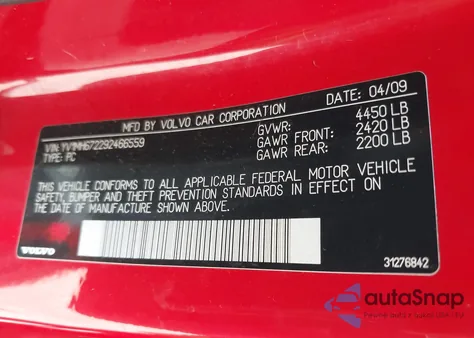 DATE: 04/09
MFD BY VOLVO CAR CORPORATION
VIN: YV1MH672292466559
TYPE: FC
GVWR: 4450 LB
GAWR FRONT: 2420 LB
GAWR REAR: 2200 LB
THIS VEHICLE CONFORMS TO ALL APPLICABLE FEDERAL MOTOR VEHICLE
SAFETY, BUMPER AND THEFT PREVENTION STANDARDS IN EFFECT ON
THE DATE OF MANUFACTURE SHOWN ABOVE.
VOLVO
31276842
autoSnap